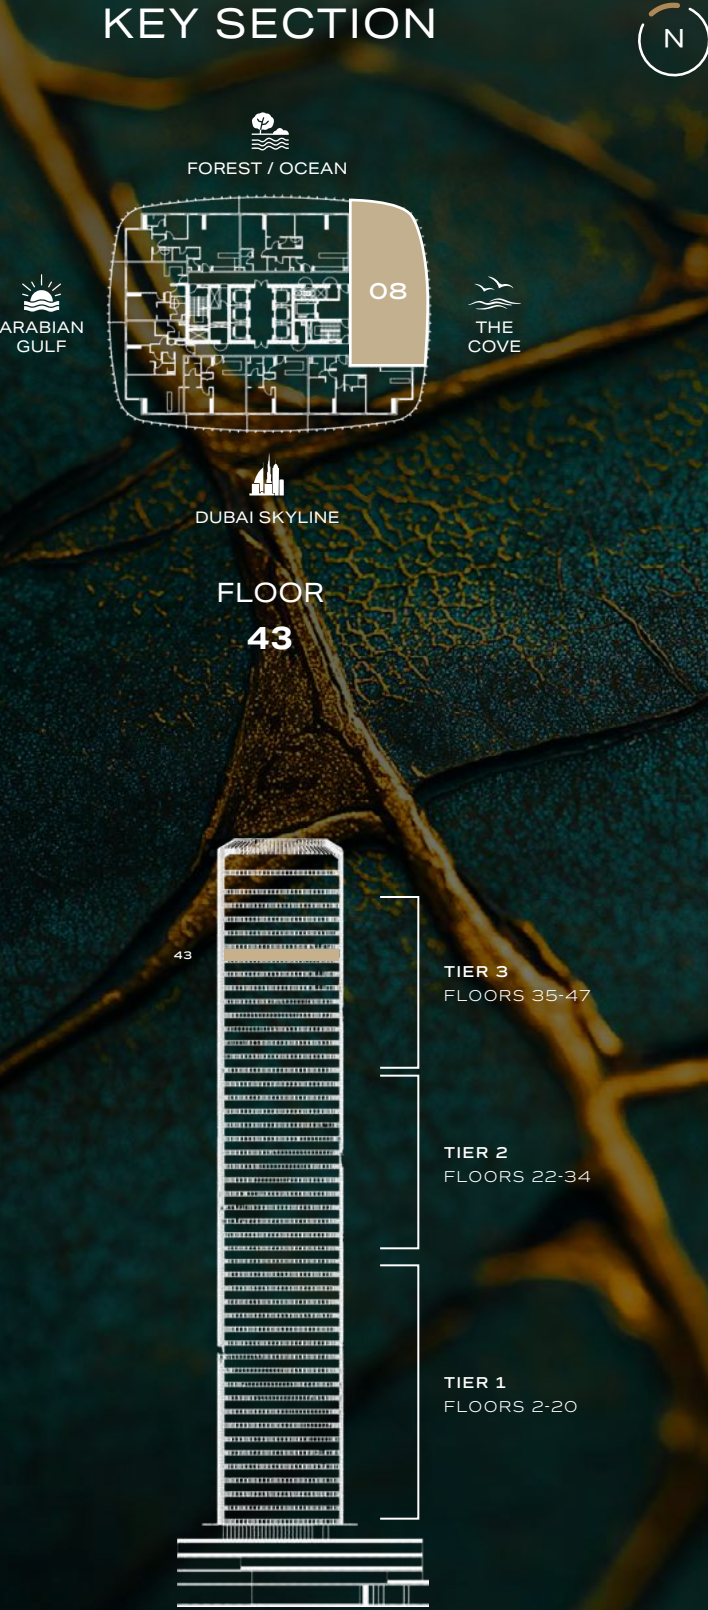 KEY SECTION
N
FOREST / OCEAN
08
ARABIAN
GULF
THE
COVE
DUBAI SKYLINE
FLOOR
43
43
TIER 3
FLOORS 35-47
TIER 2
FLOORS 22-34
TIER 1
FLOORS 2-20